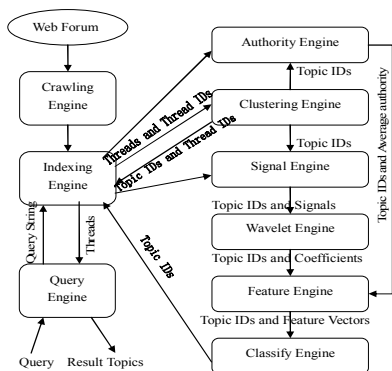 Web Forum
Crawling
Engine
Indexing
Engine
Query String
Threads
Query
Engine
Query
Result Topics
Threads and Thread IDs
Topic IDs and Thread IDs
Topic IDs
Authority Engine
Topic IDs
Clustering Engine
Topic IDs
Signal Engine
Topic IDs and Signals
Wavelet Engine
Topic IDs and Coefficients
Feature Engine
Topic IDs and Feature Vectors
Classify Engine
Topic IDs and Average authority